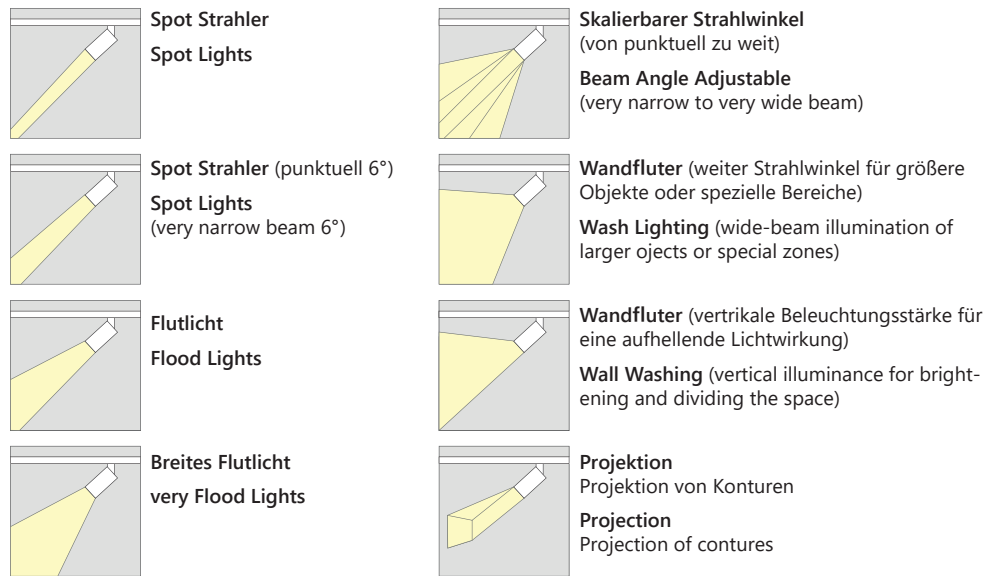 Spot Strahler
Spot Lights
Spot Strahler (punktuell 6°)
Spot Lights
(very narrow beam 6°)
Flutlicht
Flood Lights
Breites Flutlicht
very Flood Lights
Skalierbarer Strahlwinkel
(von punktuell zu weit)
Beam Angle Adjustable
(very narrow to very wide beam)
Wandfluter (weiter Strahlwinkel für größere
Objekte oder spezielle Bereiche)
Wash Lighting (wide-beam illumination of
larger ojects or special zones)
Wandfluter (vertrikale Beleuchtungsstärke für
eine aufhellende Lichtwirkung)
Wall Washing (vertical illuminance for bright-
ening and dividing the space)
Projektion
Projektion von Konturen
Projection
Projection of contures